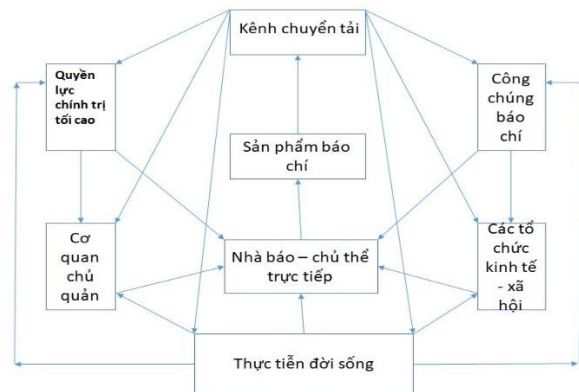 Kênh chuyển tải
Quyền
lực
chính trị
tối cao
Công
chúng báo
chí
Sản phẩm báo
chí
Cơ
quan chủ
quản
Nhà báo – chủ thể
trực tiếp
Các tổ
chức
kinh tế
- xã
hội
Thực tiễn đời sống